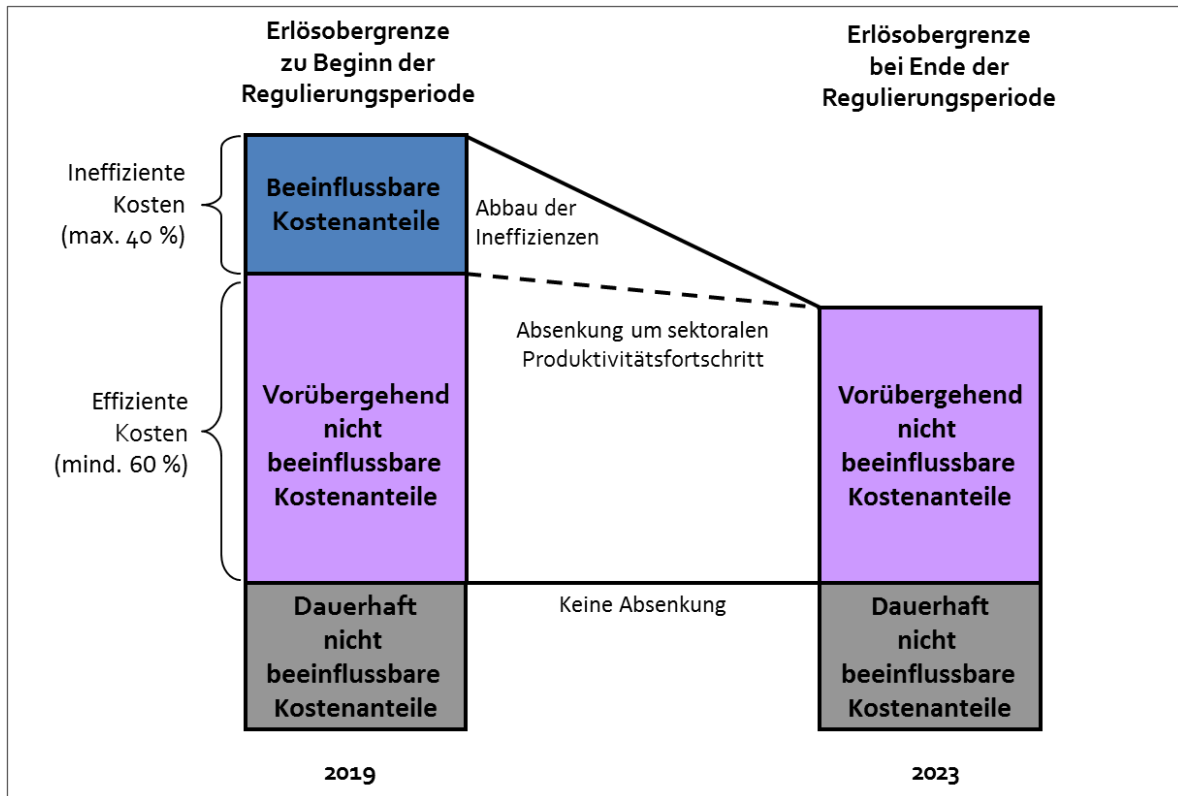 Erlösobergrenze
zu Beginn der
Regulierungsperiode
Erlösobergrenze
bei Ende der
Regulierungsperiode
Ineffiziente
Kosten
(max. 40 %)
Beeinflussbare
Kostenanteile
Abbau der
Ineffizienzen
Absenkung um sektoralen
Produktivitätsfortschritt
Effiziente
Kosten
(mind. 60 %)
Vorübergehend
nicht
beeinflussbare
Kostenanteile
Vorübergehend
nicht
beeinflussbare
Kostenanteile
Keine Absenkung
Dauerhaft
nicht
beeinflussbare
Kostenanteile
Dauerhaft
nicht
beeinflussbare
Kostenanteile
2019
2023